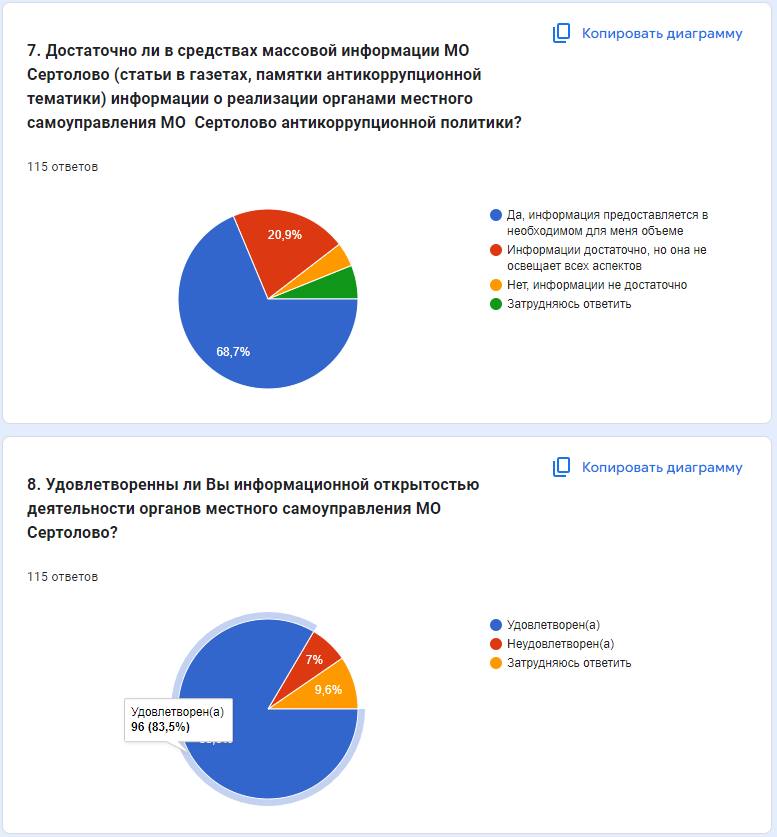 Копировать диаграмму
7. Достаточно ли в средствах массовой информации МО
Сертолово (статьи в газетах, памятки антикоррупционной
тематики) информации о реализации органами местного
самоуправления МО  Сертолово антикоррупционной политики?
115 ответов
20,9%
68,7%
Да, информация предоставляется в
необходимом для меня объеме
Информации достаточно, но она не
освещает всех аспектов
Нет, информации не достаточно
Затрудняюсь ответить
Копировать диаграмму
8. Удовлетворенны ли Вы информационной открытостью
деятельности органов местного самоуправления МО
Сертолово?
115 ответов
7%
9,6%
Удовлетворен(а)
96 (83,5%)
Удовлетворен(а)
Неудовлетворен(а)
Затрудняюсь ответить